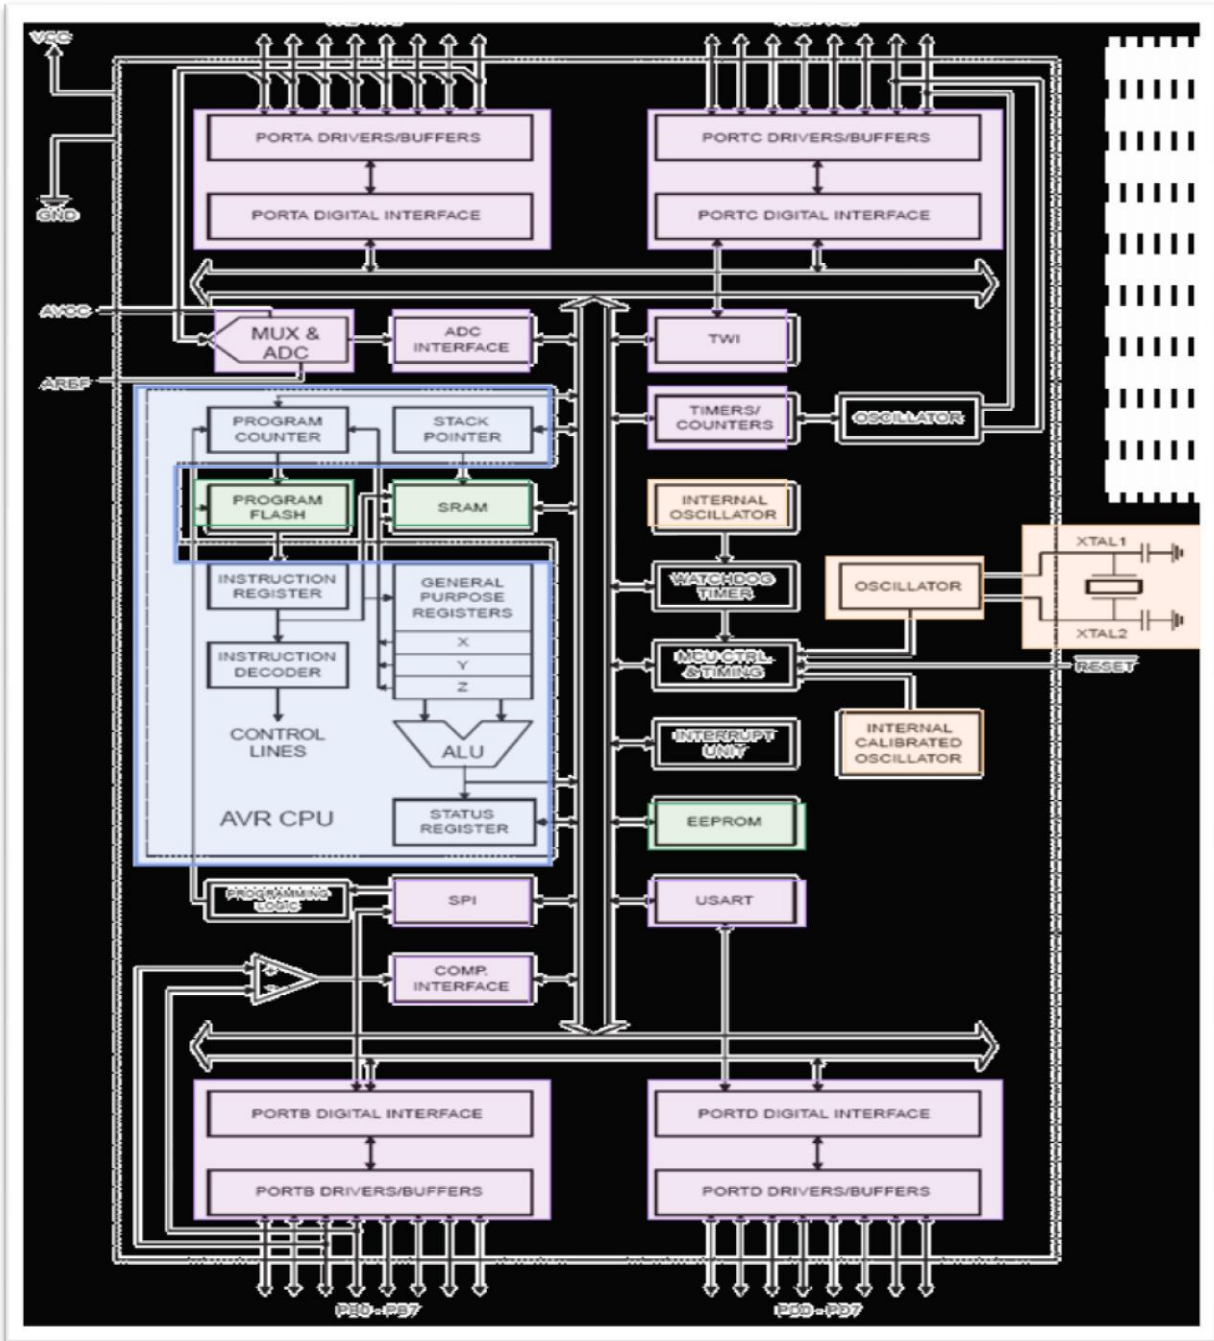 VCC
GND
PORTA DRIVERS/BUFFERS
PORTA DIGITAL INTERFACE
PORTC DRIVERS/BUFFERS
PORTC DIGITAL INTERFACE
AVCC
MUX &
ADC
ADC
INTERFACE
TWI
AREF
PROGRAM
COUNTER
STACK
POINTER
TIMERS/
COUNTERS
OSCILLATOR
PROGRAM
FLASH
SRAM
INTERNAL
OSCILLATOR
XTAL1
INSTRUCTION
REGISTER
GENERAL
PURPOSE
REGISTERS
X
Y
Z
WATCHDOG
TIMER
OSCILLATOR
XTAL2
INSTRUCTION
DECODER
MCU CTRL.
& TIMING
RESET
CONTROL
LINES
ALU
INTERRUPT
UNIT
INTERNAL
CALIBRATED
OSCILLATOR
AVR CPU
STATUS
REGISTER
EEPROM
PROGRAMMING
LOGIC
SPI
USART
+
-
COMP.
INTERFACE
PORTB DIGITAL INTERFACE
PORTB DRIVERS/BUFFERS
PORTD DIGITAL INTERFACE
PORTD DRIVERS/BUFFERS
PB0 - PB7
PD0 - PD7